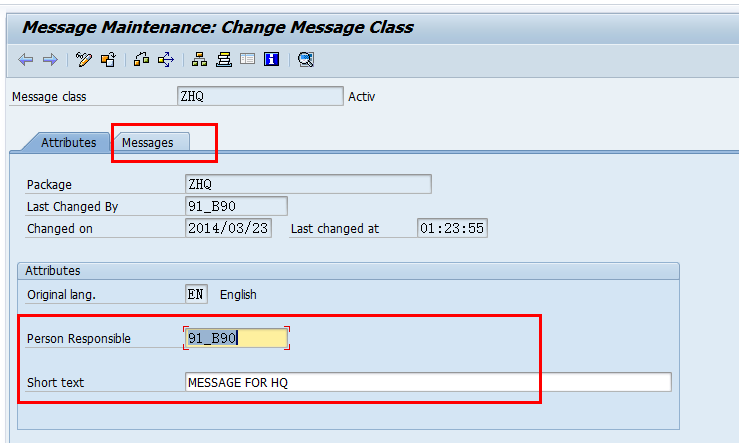 Message Maintenance: Change Message Class
Message class ZHQ Activ
Attributes Messages
Package ZHQ
Last Changed By 91_B90
Changed on 2014/03/23 Last changed at 01:23:55
Attributes
Original lang. EN English
Person Responsible 91_B90
Short text MESSAGE FOR HQ